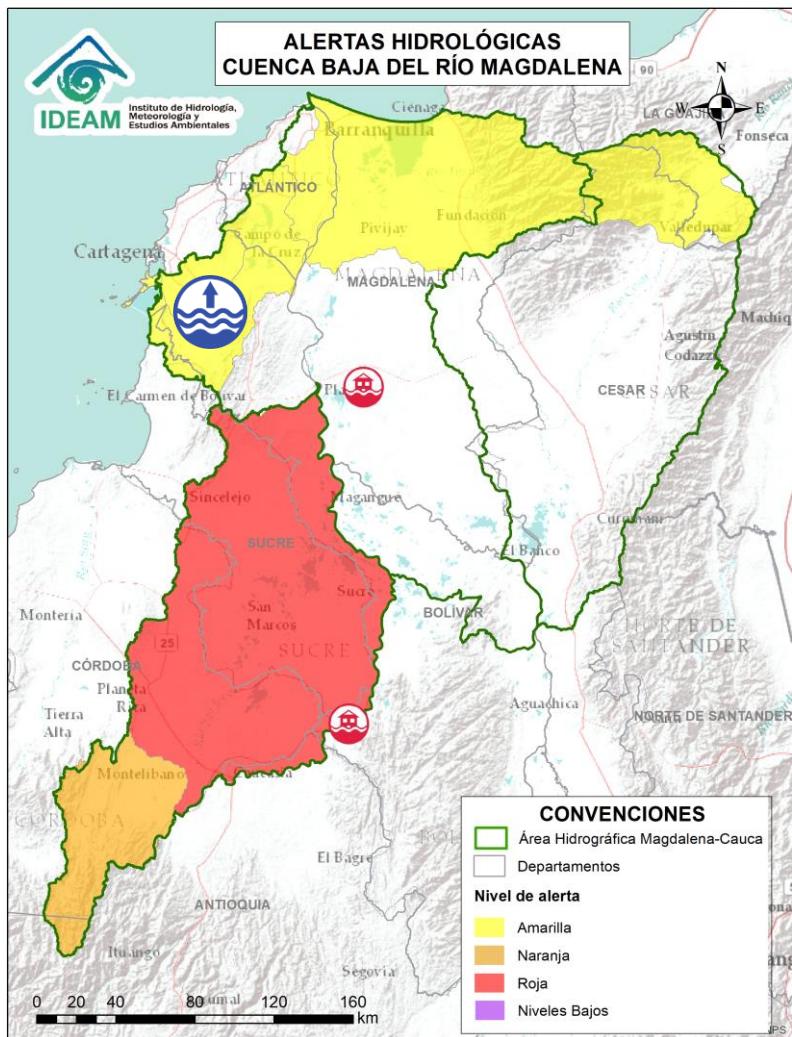 ALERTAS HIDROLÓGICAS
CUENCA BAJA DEL RÍO MAGDALENA
IDEAM
Instituto de Hidrología,
Meteorología y
Estudios Ambientales
N
W
E
S
90
Ciénaga
LA GUAJIRA
Fonseca
Barranquilla
ATLÁNTICO
Cartagena
Campo de
la Cruz
Pivijay
Fundación
Valledupar
MAGDALENA
MAGDALENA
Agustín
Codazzi
El Carmen de Bolívar
Pla
CESAR
CESAR
Sincelejo
Magangue
Curumaní
SUCRE
El Banco
Sucre
BOLÍVAR
San
Marcos
Montería
SUCRE
NORTE DE
SANTANDER
25
CÓRDOBA
Planeta
Rica
Aguachica
Tierra
Alta
NORTE DE SANTANDER
Montelíbano
CÓRDOBA
El Bagre
ANTIOQUIA
Ituango
Segovia
CONVENCIONES
Área Hidrográfica Magdalena-Cauca
Departamentos
Nivel de alerta
Amarilla
Naranja
Roja
Niveles Bajos
0 20 40 80 120 160
km